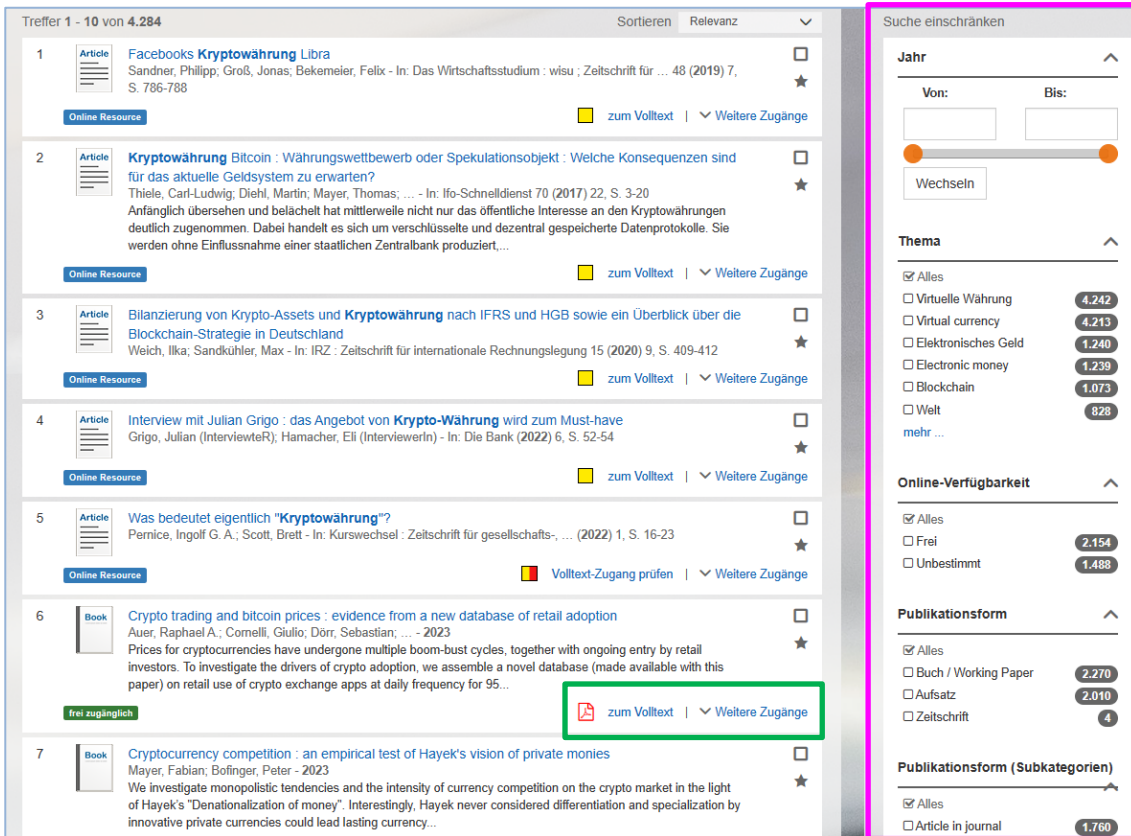 Treffer 1 - 10 von 4.284
Sortieren Relevanz
1
Article
Facebooks Kryptowährung Libra
Sandner, Philipp; Groß, Jonas; Bekemeier, Felix - In: Das Wirtschaftsstudium : wisu ; Zeitschrift für ... 48 (2019) 7,
S. 786-788
Online Resource
zum Volltext | Weitere Zugänge
2
Article
Kryptowährung Bitcoin : Währungswettbewerb oder Spekulationsobjekt : Welche Konsequenzen sind
für das aktuelle Geldsystem zu erwarten?
Thiele, Carl-Ludwig; Diehl, Martin; Mayer, Thomas; ... - In: Ifo-Schnelldienst 70 (2017) 22, S. 3-20
Anfänglich übersehen und belächelt hat mittlerweile nicht nur das öffentliche Interesse an den Kryptowährungen
deutlich zugenommen. Dabei handelt es sich um verschlüsselte und dezentral gespeicherte Datenprotokolle. Sie
werden ohne Einflussnahme einer staatlichen Zentralbank produziert,...
Online Resource
zum Volltext | Weitere Zugänge
3
Article
Bilanzierung von Krypto-Assets und Kryptowährung nach IFRS und HGB sowie ein Überblick über die
Blockchain-Strategie in Deutschland
Weich, Ilka; Sandkühler, Max - In: IRZ : Zeitschrift für internationale Rechnungslegung 15 (2020) 9, S. 409-412
Online Resource
zum Volltext | Weitere Zugänge
4
Article
Interview mit Julian Grigo : das Angebot von Krypto-Währung wird zum Must-have
Grigo, Julian (InterviewteR); Hamacher, Eli (InterviewerIn) - In: Die Bank (2022) 6, S. 52-54
Online Resource
zum Volltext | Weitere Zugänge
5
Article
Was bedeutet eigentlich "Kryptowährung"?
Pernice, Ingolf G. A.; Scott, Brett - In: Kurswechsel : Zeitschrift für gesellschafts-, ... (2022) 1, S. 16-23
Online Resource
Volltext-Zugang prüfen | Weitere Zugänge
6
Book
Crypto trading and bitcoin prices : evidence from a new database of retail adoption
Auer, Raphael A.; Cornelli, Giulio; Dörr, Sebastian; ... - 2023
Prices for cryptocurrencies have undergone multiple boom-bust cycles, together with ongoing entry by retail
investors. To investigate the drivers of crypto adoption, we assemble a novel database (made available with this
paper) on retail use of crypto exchange apps at daily frequency for 95...
frei zugänglich
zum Volltext | Weitere Zugänge
7
Book
Cryptocurrency competition : an empirical test of Hayek's vision of private monies
Mayer, Fabian; Bofinger, Peter - 2023
We investigate monopolistic tendencies and the intensity of currency competition on the crypto market in the light
of Hayek's "Denationalization of money". Interestingly, Hayek never considered differentiation and specialization by
innovative private currencies could lead lasting currency...
Suche einschränken
Jahr
Von: Bis:
Wechseln
Thema
Alles
Virtuelle Währung 4.242
Virtual currency 4.213
Elektronisches Geld 1.240
Electronic money 1.239
Blockchain 1.073
Welt 828
mehr ...
Online-Verfügbarkeit
Alles
Frei 2.154
Unbestimmt 1.488
Publikationsform
Alles
Buch / Working Paper 2.270
Aufsatz 2.010
Zeitschrift 4
Publikationsform (Subkategorien)
Alles
Article in journal 1.760